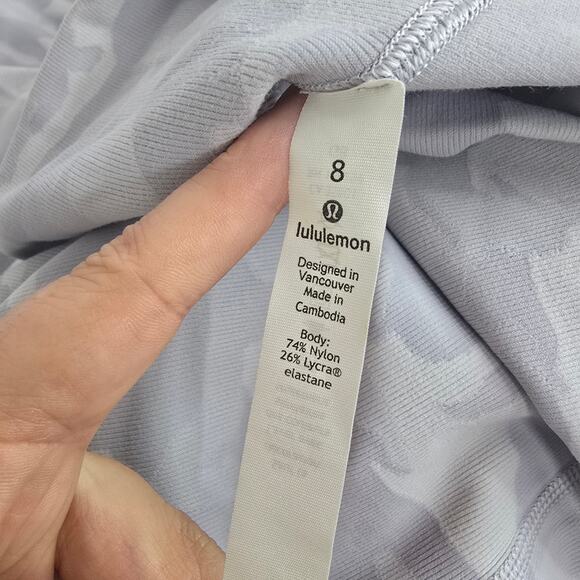 8
lululemon
Designed in
Vancouver
Made in
Cambodia
Body:
74% Nylon
26% Lycra®
elastane